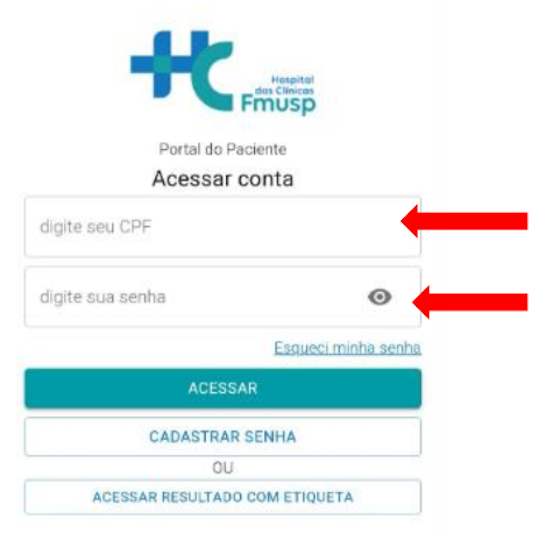 HC
Hospital
das Clínicas
Fmusp
Portal do Paciente
Acessar conta
digite seu CPF
digite sua senha
Esqueci minha senha
ACESSAR
CADASTRAR SENHA
OU
ACESSAR RESULTADO COM ETIQUETA